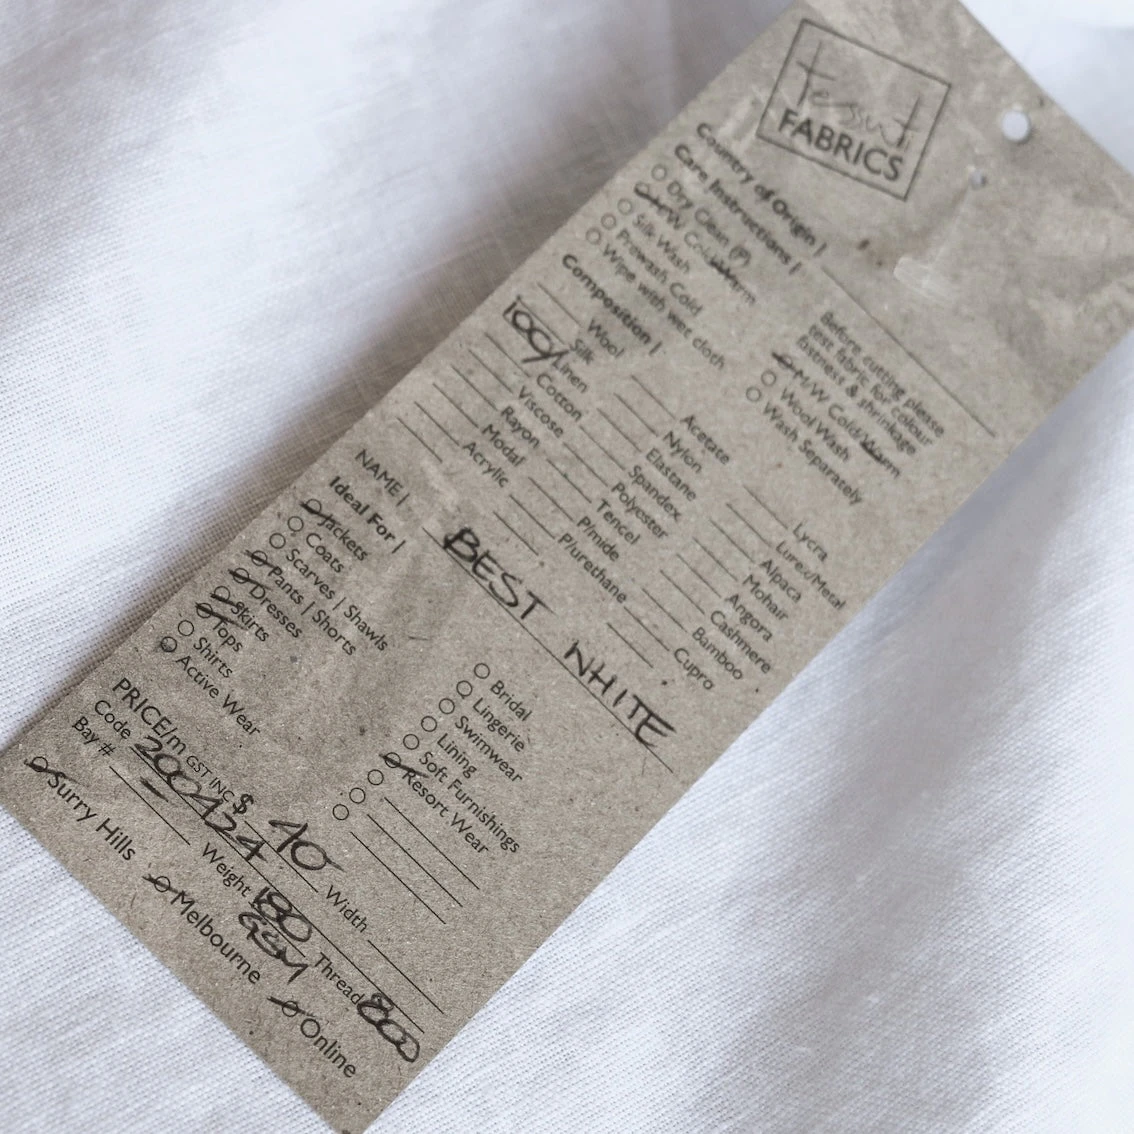 tessuti
FABRICS
Country of Origin |
Care Instructions |
Dry Clean (P)
H/W Cold/Warm
Silk Wash
Prewash Cold
Wipe with wet cloth
Before cutting please
test fabric for colour
fastness & shrinkage
M/W Cold/Warm
Wool Wash
Wash Separately
Composition |
Wool
Silk
100% Linen
Cotton
Viscose
Rayon
Modal
Acrylic
Acetate
Nylon
Elastane
Spandex
Polyester
Tencel
P/mide
P/urethane
Lycra
Lurex/Metal
Alpaca
Mohair
Angora
Cashmere
Bamboo
Cupro
NAME | BEST WHITE
Ideal For |
Jackets
Coats
Scarves | Shawls
Pants | Shorts
Dresses
Skirts
Tops
Shirts
Active Wear
Bridal
Lingerie
Swimwear
Lining
Soft Furnishings
Resort Wear
PRICE/m GST INC $ 40 Width
Code 200424 Weight 180 GSM Thread 800
Bay #
Surry Hills
Melbourne
Online